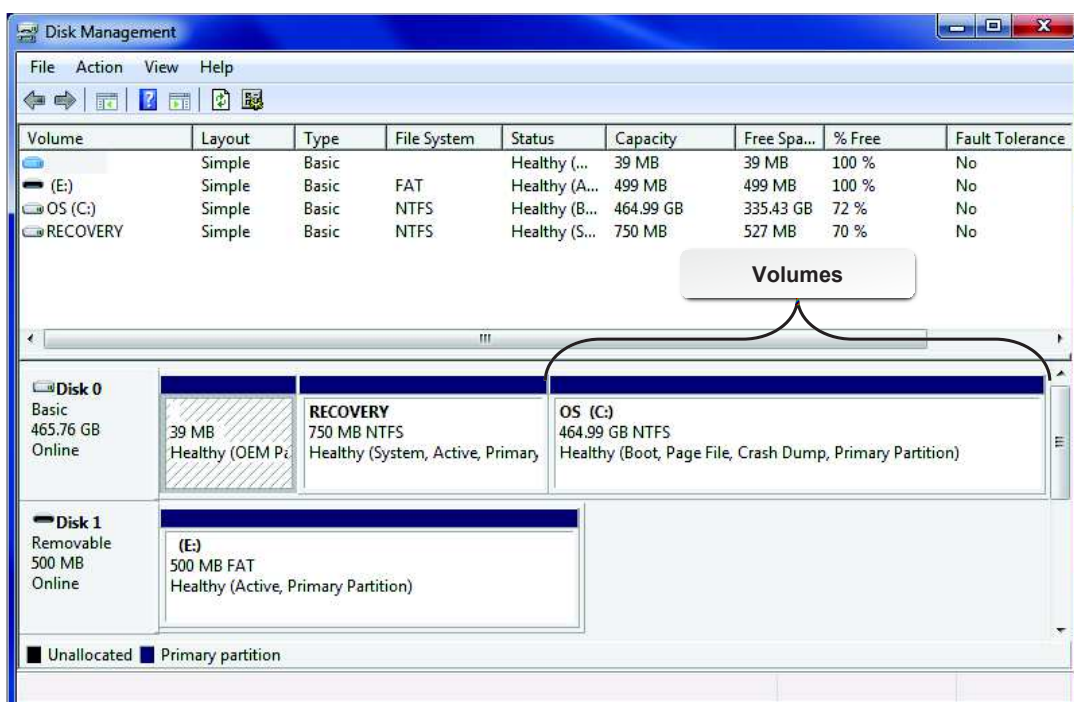 Disk Management
File Action View Help
Volume Layout Type File System Status Capacity Free Spa... % Free Fault Tolerance
Simple Basic Healthy (... 39 MB 39 MB 100 % No
(E:) Simple Basic FAT Healthy (A... 499 MB 499 MB 100 % No
OS (C:) Simple Basic NTFS Healthy (B... 464.99 GB 335.43 GB 72 % No
RECOVERY Simple Basic NTFS Healthy (S... 750 MB 527 MB 70 % No
Volumes
Disk 0
Basic
465.76 GB
Online
39 MB
Healthy (OEM Pa
RECOVERY
750 MB NTFS
Healthy (System, Active, Primary
OS (C:)
464.99 GB NTFS
Healthy (Boot, Page File, Crash Dump, Primary Partition)
Disk 1
Removable
500 MB
Online
(E:)
500 MB FAT
Healthy (Active, Primary Partition)
Unallocated Primary partition